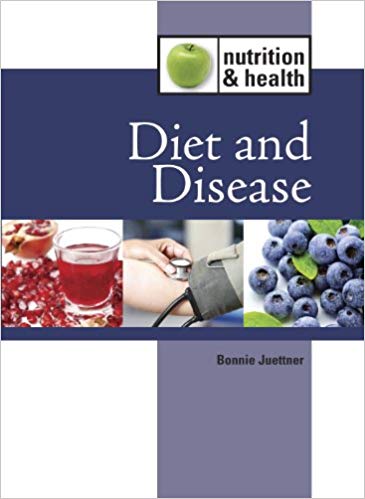 nutrition
& health
Diet and
Disease
Bonnie Juettner